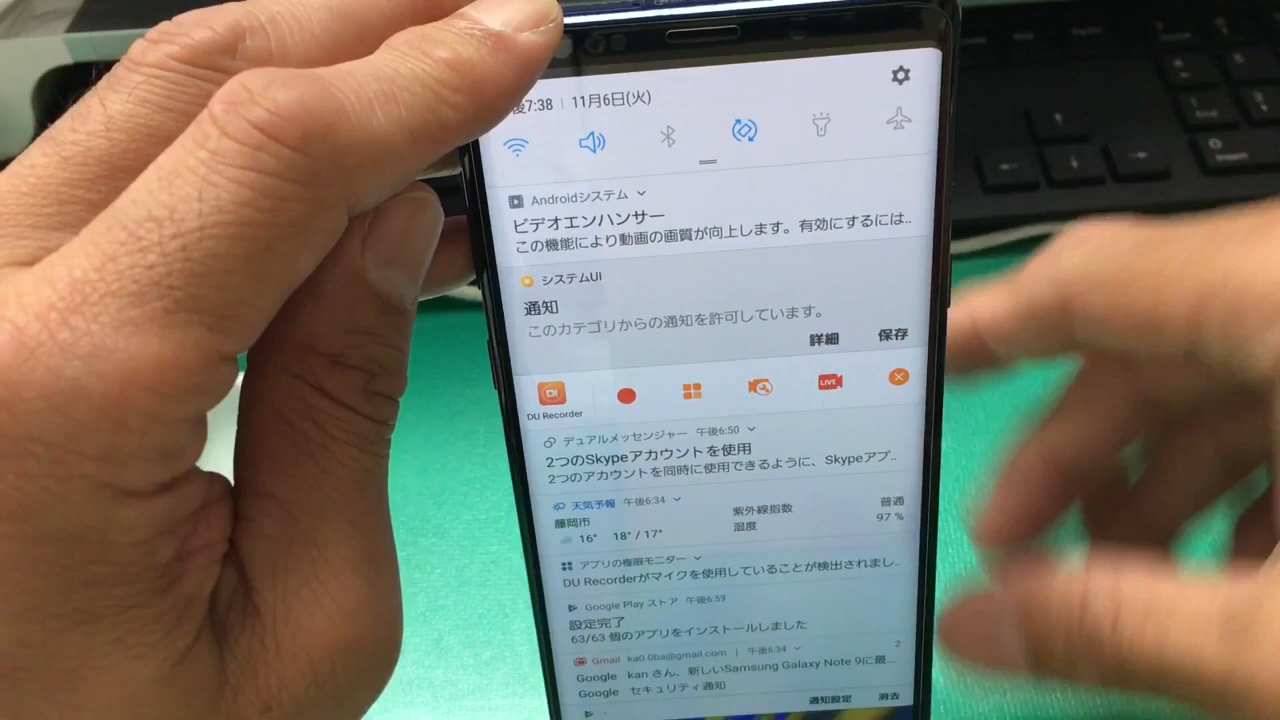 後7:38 | 11月6日(火)
Androidシステム
ビデオエンハンサー
この機能により動画の画質が向上します。有効にするには..
システムUI
通知
このカテゴリからの通知を許可しています。
詳細 保存
LIVE
DU Recorder
デュアルメッセンジャー 午後6:50
2つのSkypeアカウントを使用
2つのアカウントを同時に使用できるように、Skypeアプ..
天気予報 午後6:34
藤岡市 紫外線指数 普通
16° 18° / 17° 湿度 97 %
アプリの権限モニター
DU Recorderがマイクを使用していることが検出されまし..
Google Play ストア 午後6:59
設定完了
63/63 個のアプリをインストールしました
Gmail ka0.0ba@gmail.com | 午後6:34 2
Google kan さん、新しいSamsung Galaxy Note 9に最...
Google セキュリティ通知
通知設定 消去
0
Insert